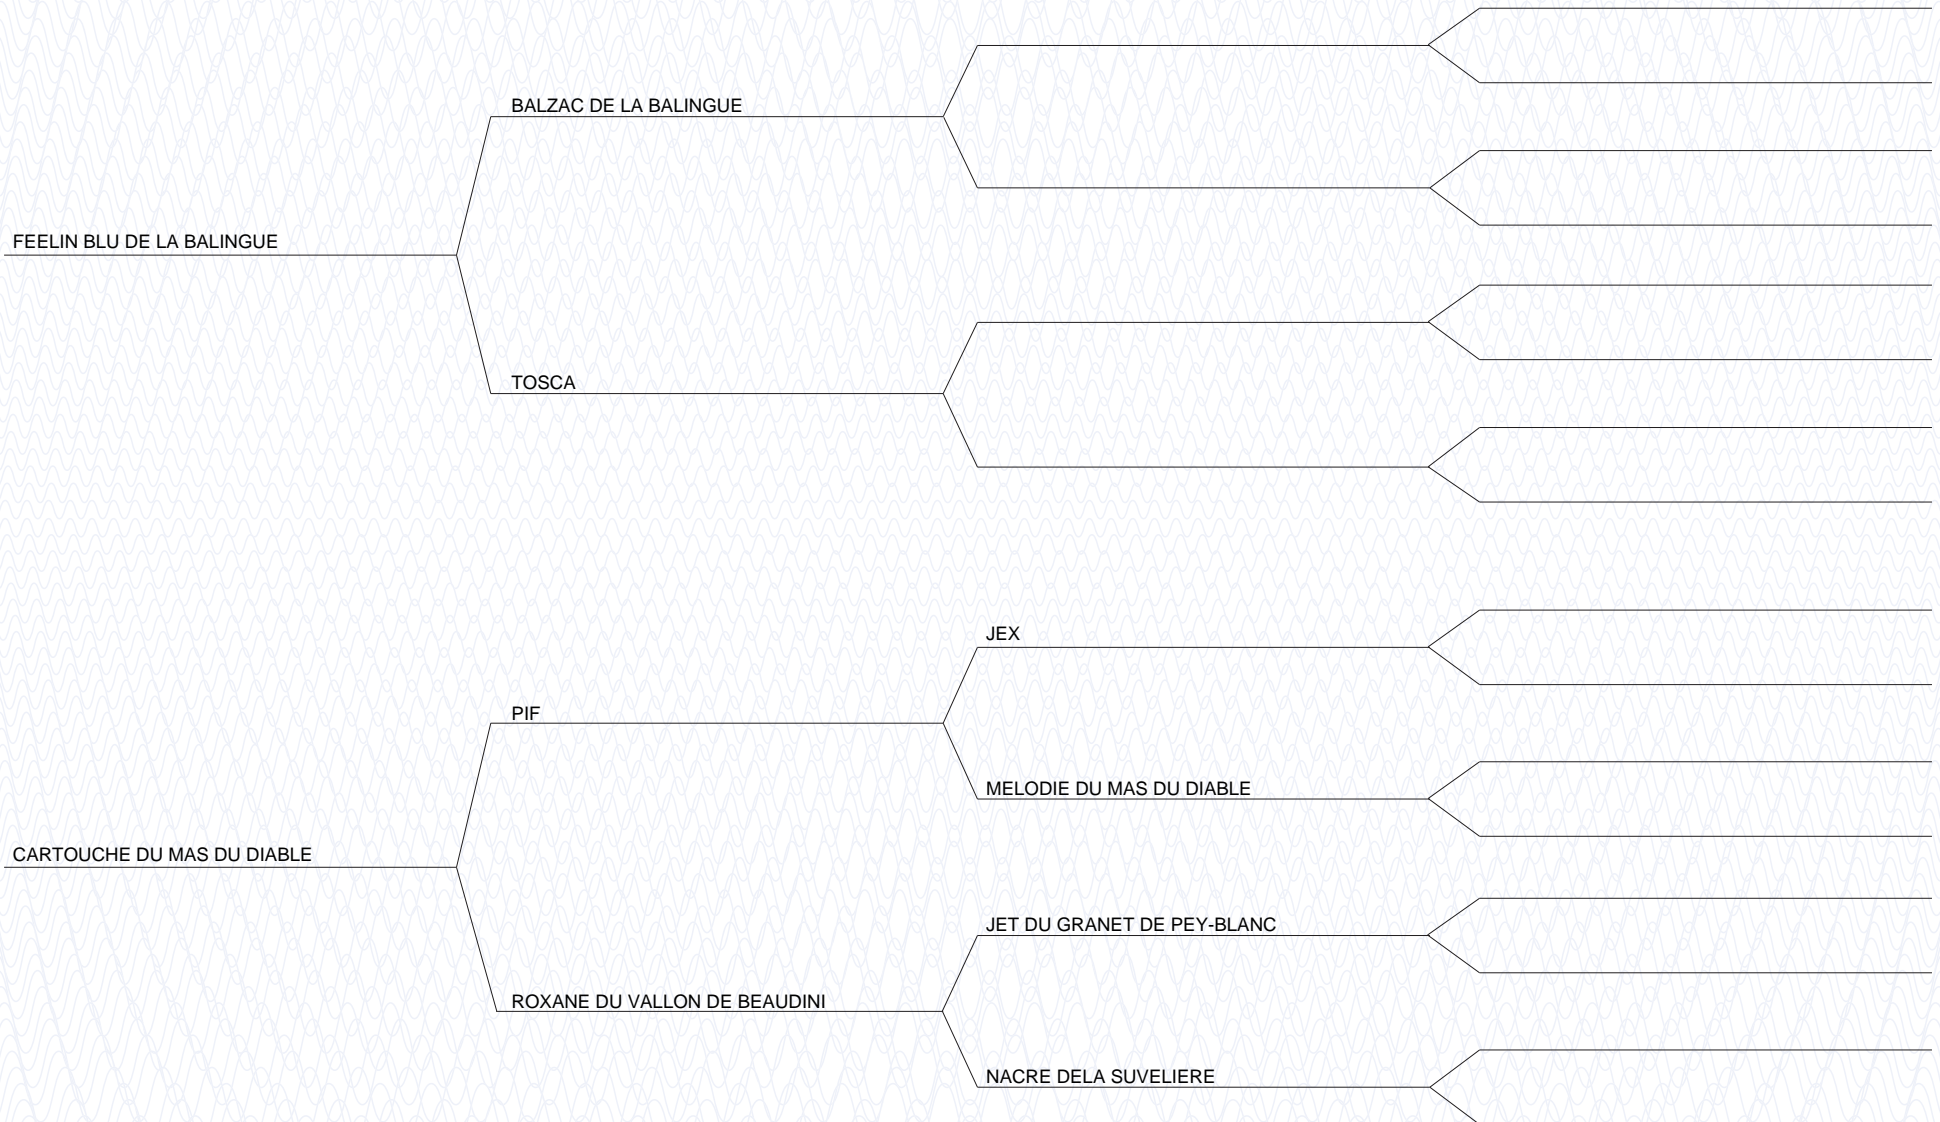 BALZAC DE LA BALINGUE
FEELIN BLU DE LA BALINGUE
TOSCA
JEX
PIF
MELODIE DU MAS DU DIABLE
CARTOUCHE DU MAS DU DIABLE
JET DU GRANET DE PEY-BLANC
ROXANE DU VALLON DE BEAUDINI
NACRE DELA SUVELIERE